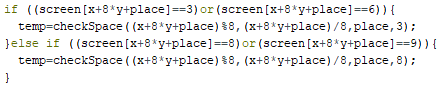 if ((screen[x+8*y+place]==3)or(screen[x+8*y+place]==6)){
temp=checkSpace((x+8*y+place)%8,(x+8*y+place)/8,place,3);
}else if ((screen[x+8*y+place]==8)or(screen[x+8*y+place]==9)){
temp=checkSpace((x+8*y+place)%8,(x+8*y+place)/8,place,8);
}